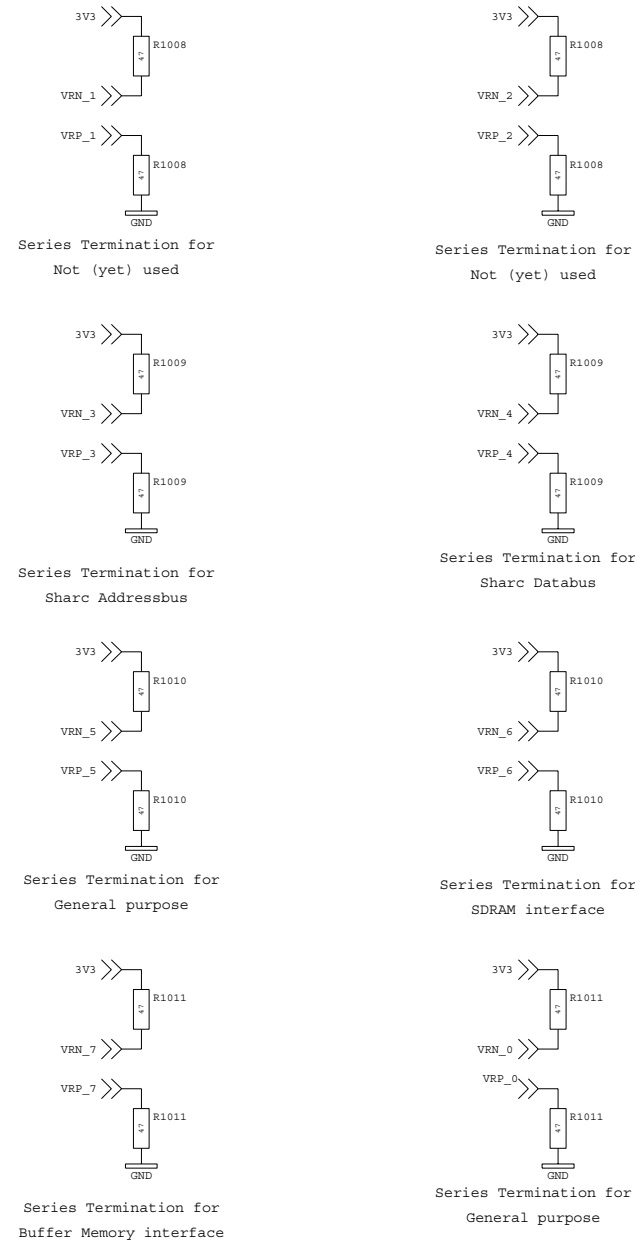 3V3
R1008
47
VRN_1
VRP_1
R1008
47
GND
Series Termination for
Not (yet) used
3V3
R1008
47
VRN_2
VRP_2
R1008
47
GND
Series Termination for
Not (yet) used
3V3
R1009
47
VRN_3
VRP_3
R1009
47
GND
Series Termination for
Sharc Addressbus
3V3
R1009
47
VRN_4
VRP_4
R1009
47
GND
Series Termination for
Sharc Databus
3V3
R1010
47
VRN_5
VRP_5
R1010
47
GND
Series Termination for
General purpose
3V3
R1010
47
VRN_6
VRP_6
R1010
47
GND
Series Termination for
SDRAM interface
3V3
R1011
47
VRN_7
VRP_7
R1011
47
GND
Series Termination for
Buffer Memory interface
3V3
R1011
47
VRN_0
VRP_0
R1011
47
GND
Series Termination for
General purpose